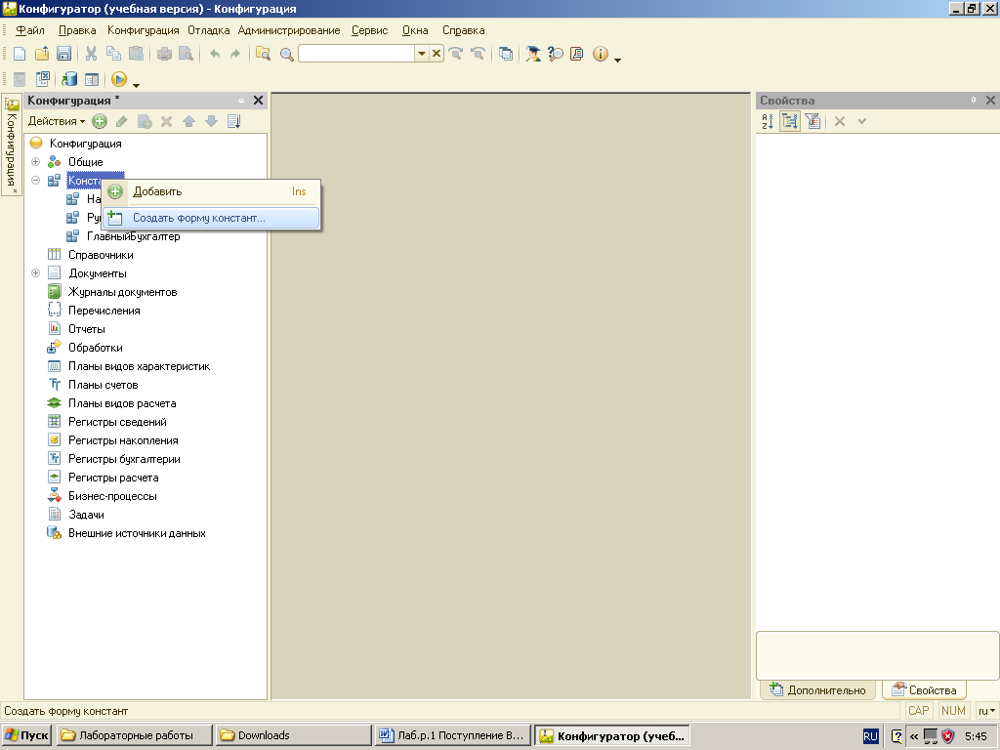 Конфигуратор (учебная версия) - Конфигурация
Файл Правка Конфигурация Отладка Администрирование Сервис Окна Справка
Конфигурация *
Конфигурация *
Действия
Конфигурация
Общие
Конста
Добавить Ins
На
Создать форму констант...
Ру
ГлавныйБухгалтер
Справочники
Документы
Журналы документов
Перечисления
Отчеты
Обработки
Планы видов характеристик
Планы счетов
Планы видов расчета
Регистры сведений
Регистры накопления
Регистры бухгалтерии
Регистры расчета
Бизнес-процессы
Задачи
Внешние источники данных
Свойства
Дополнительно Свойства
Создать форму констант CAP NUM ru
Пуск Лабораторные работы Downloads Лаб.р.1 Поступление В... Конфигуратор (учеб... RU « 5:45